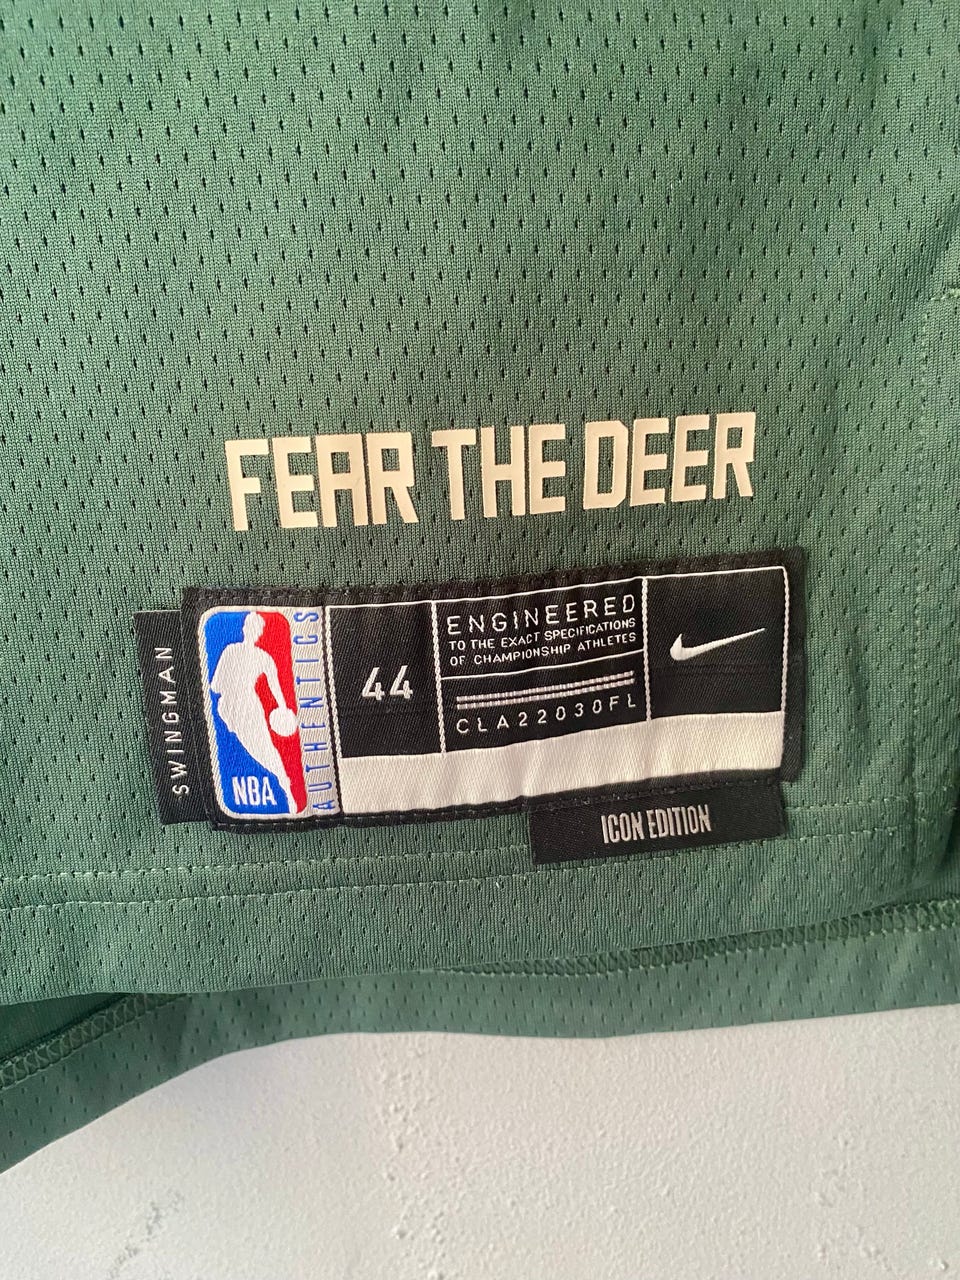 FEAR THE DEER
SWINGMAN
NBA
AUTHENTICS
44
ENGINEERED
TO THE EXACT SPECIFICATIONS
OF CHAMPIONSHIP ATHLETES
CLA22030FL
ICON EDITION